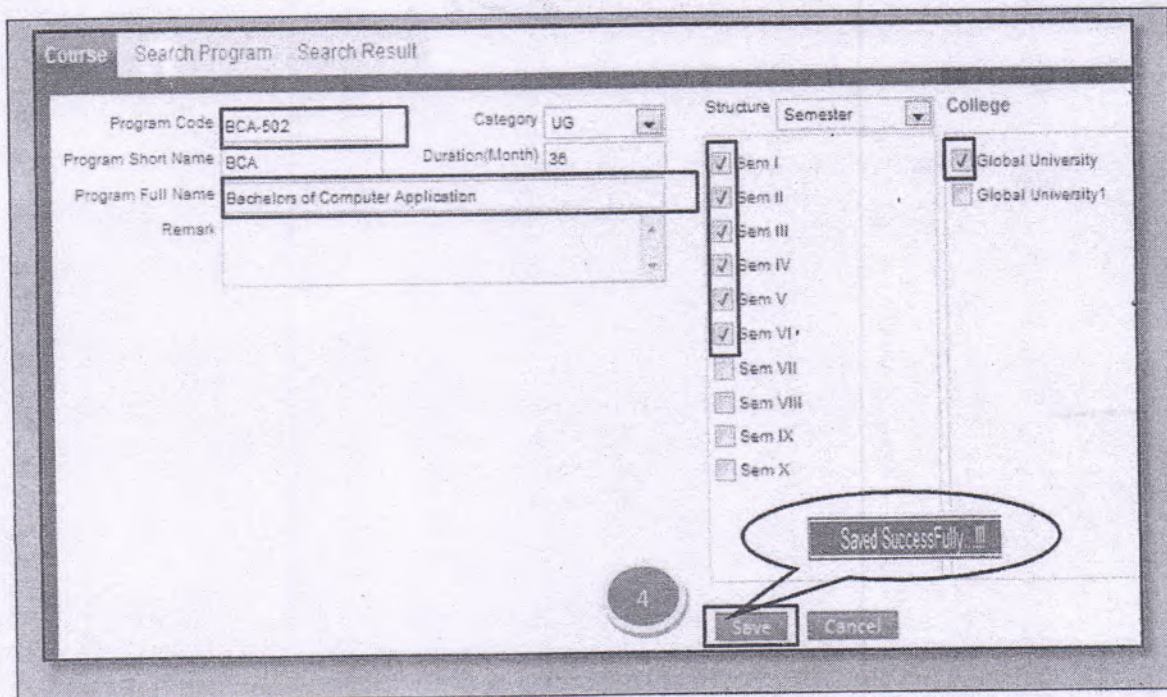 Course Search Program Search Result
Program Code BCA-502 Category UG
Program Short Name BCA Duration(Month) 36
Program Full Name Bachelors of Computer Application
Remark
Structure Semester
Sem I
Sem II
Sem III
Sem IV
Sem V
Sem VI
Sem VII
Sem VIII
Sem IX
Sem X
College
Global University
Global University1
Saved SuccessFully..!!!
4
Save Cancel